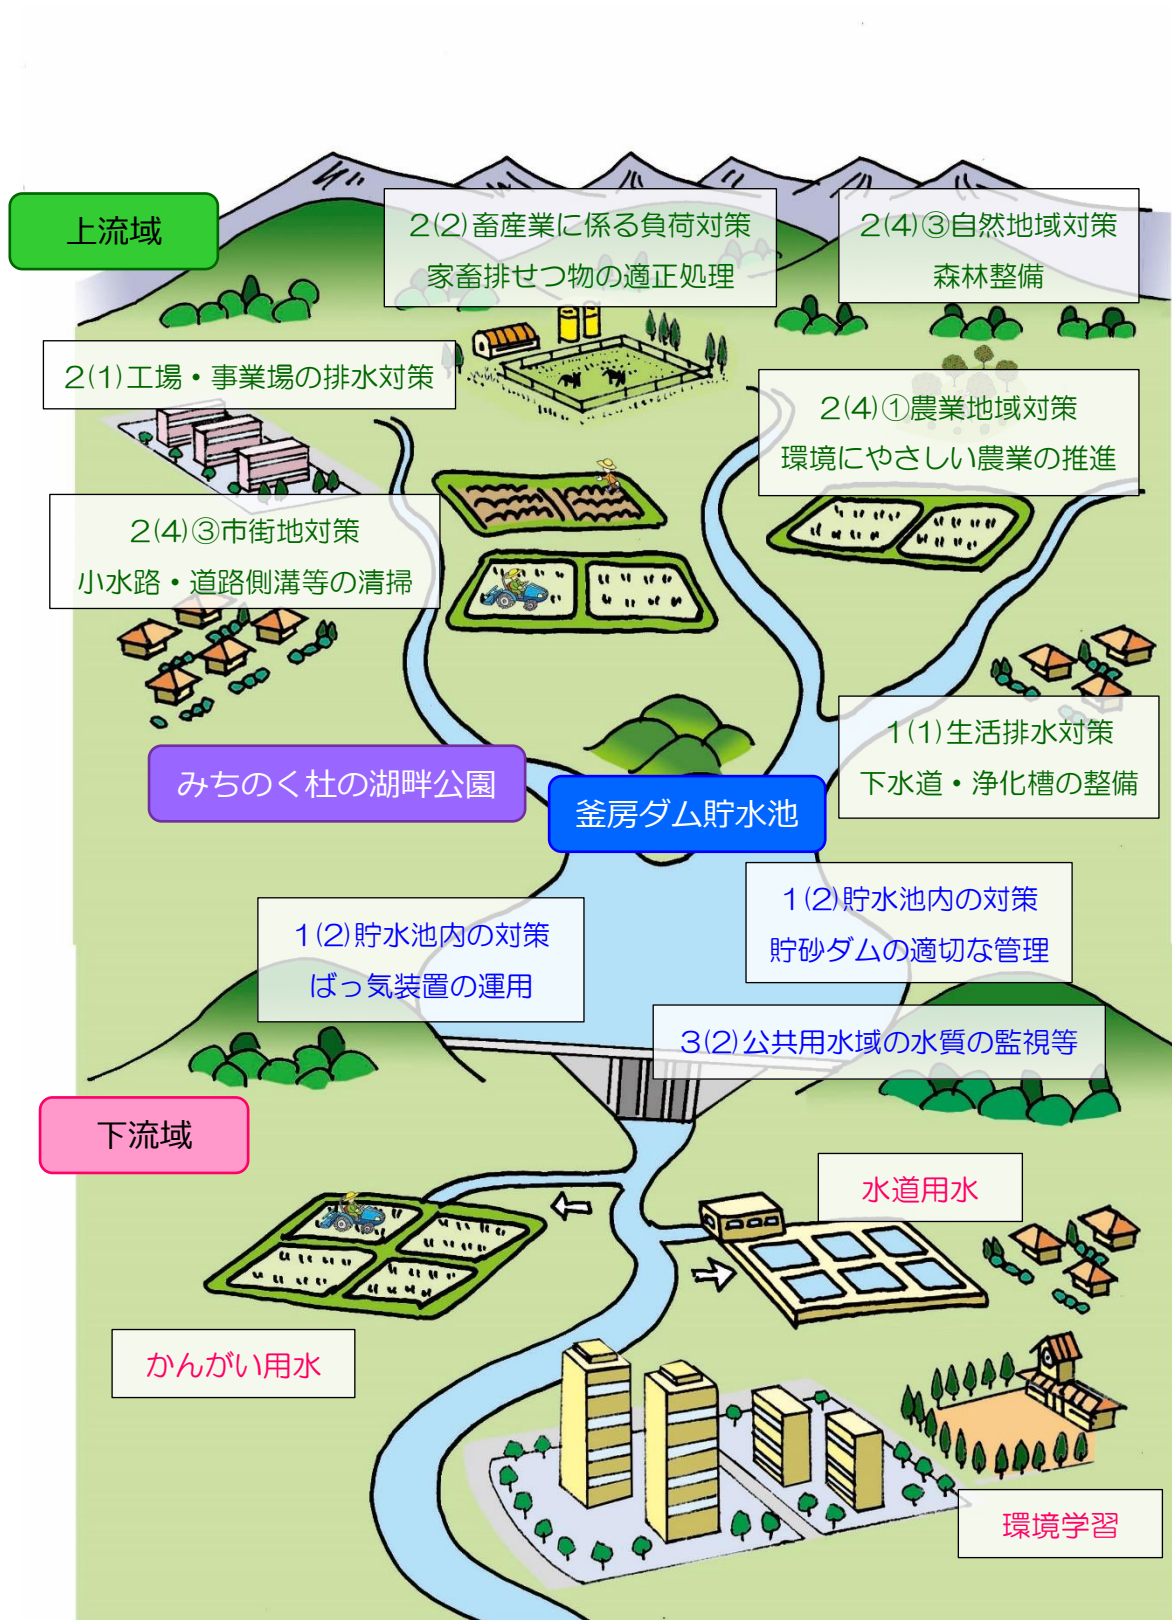 上流域
2(2)畜産業に係る負荷対策
家畜排せつ物の適正処理
2(4)③自然地域対策
森林整備
2(1)工場・事業場の排水対策
2(4)①農業地域対策
環境にやさしい農業の推進
2(4)③市街地対策
小水路・道路側溝等の清掃
1(1)生活排水対策
下水道・浄化槽の整備
みちのく杜の湖畔公園
釜房ダム貯水池
1(2)貯水池内の対策
ばっ気装置の運用
1(2)貯水池内の対策
貯砂ダムの適切な管理
3(2)公共用水域の水質の監視等
下流域
水道用水
かんがい用水
環境学習